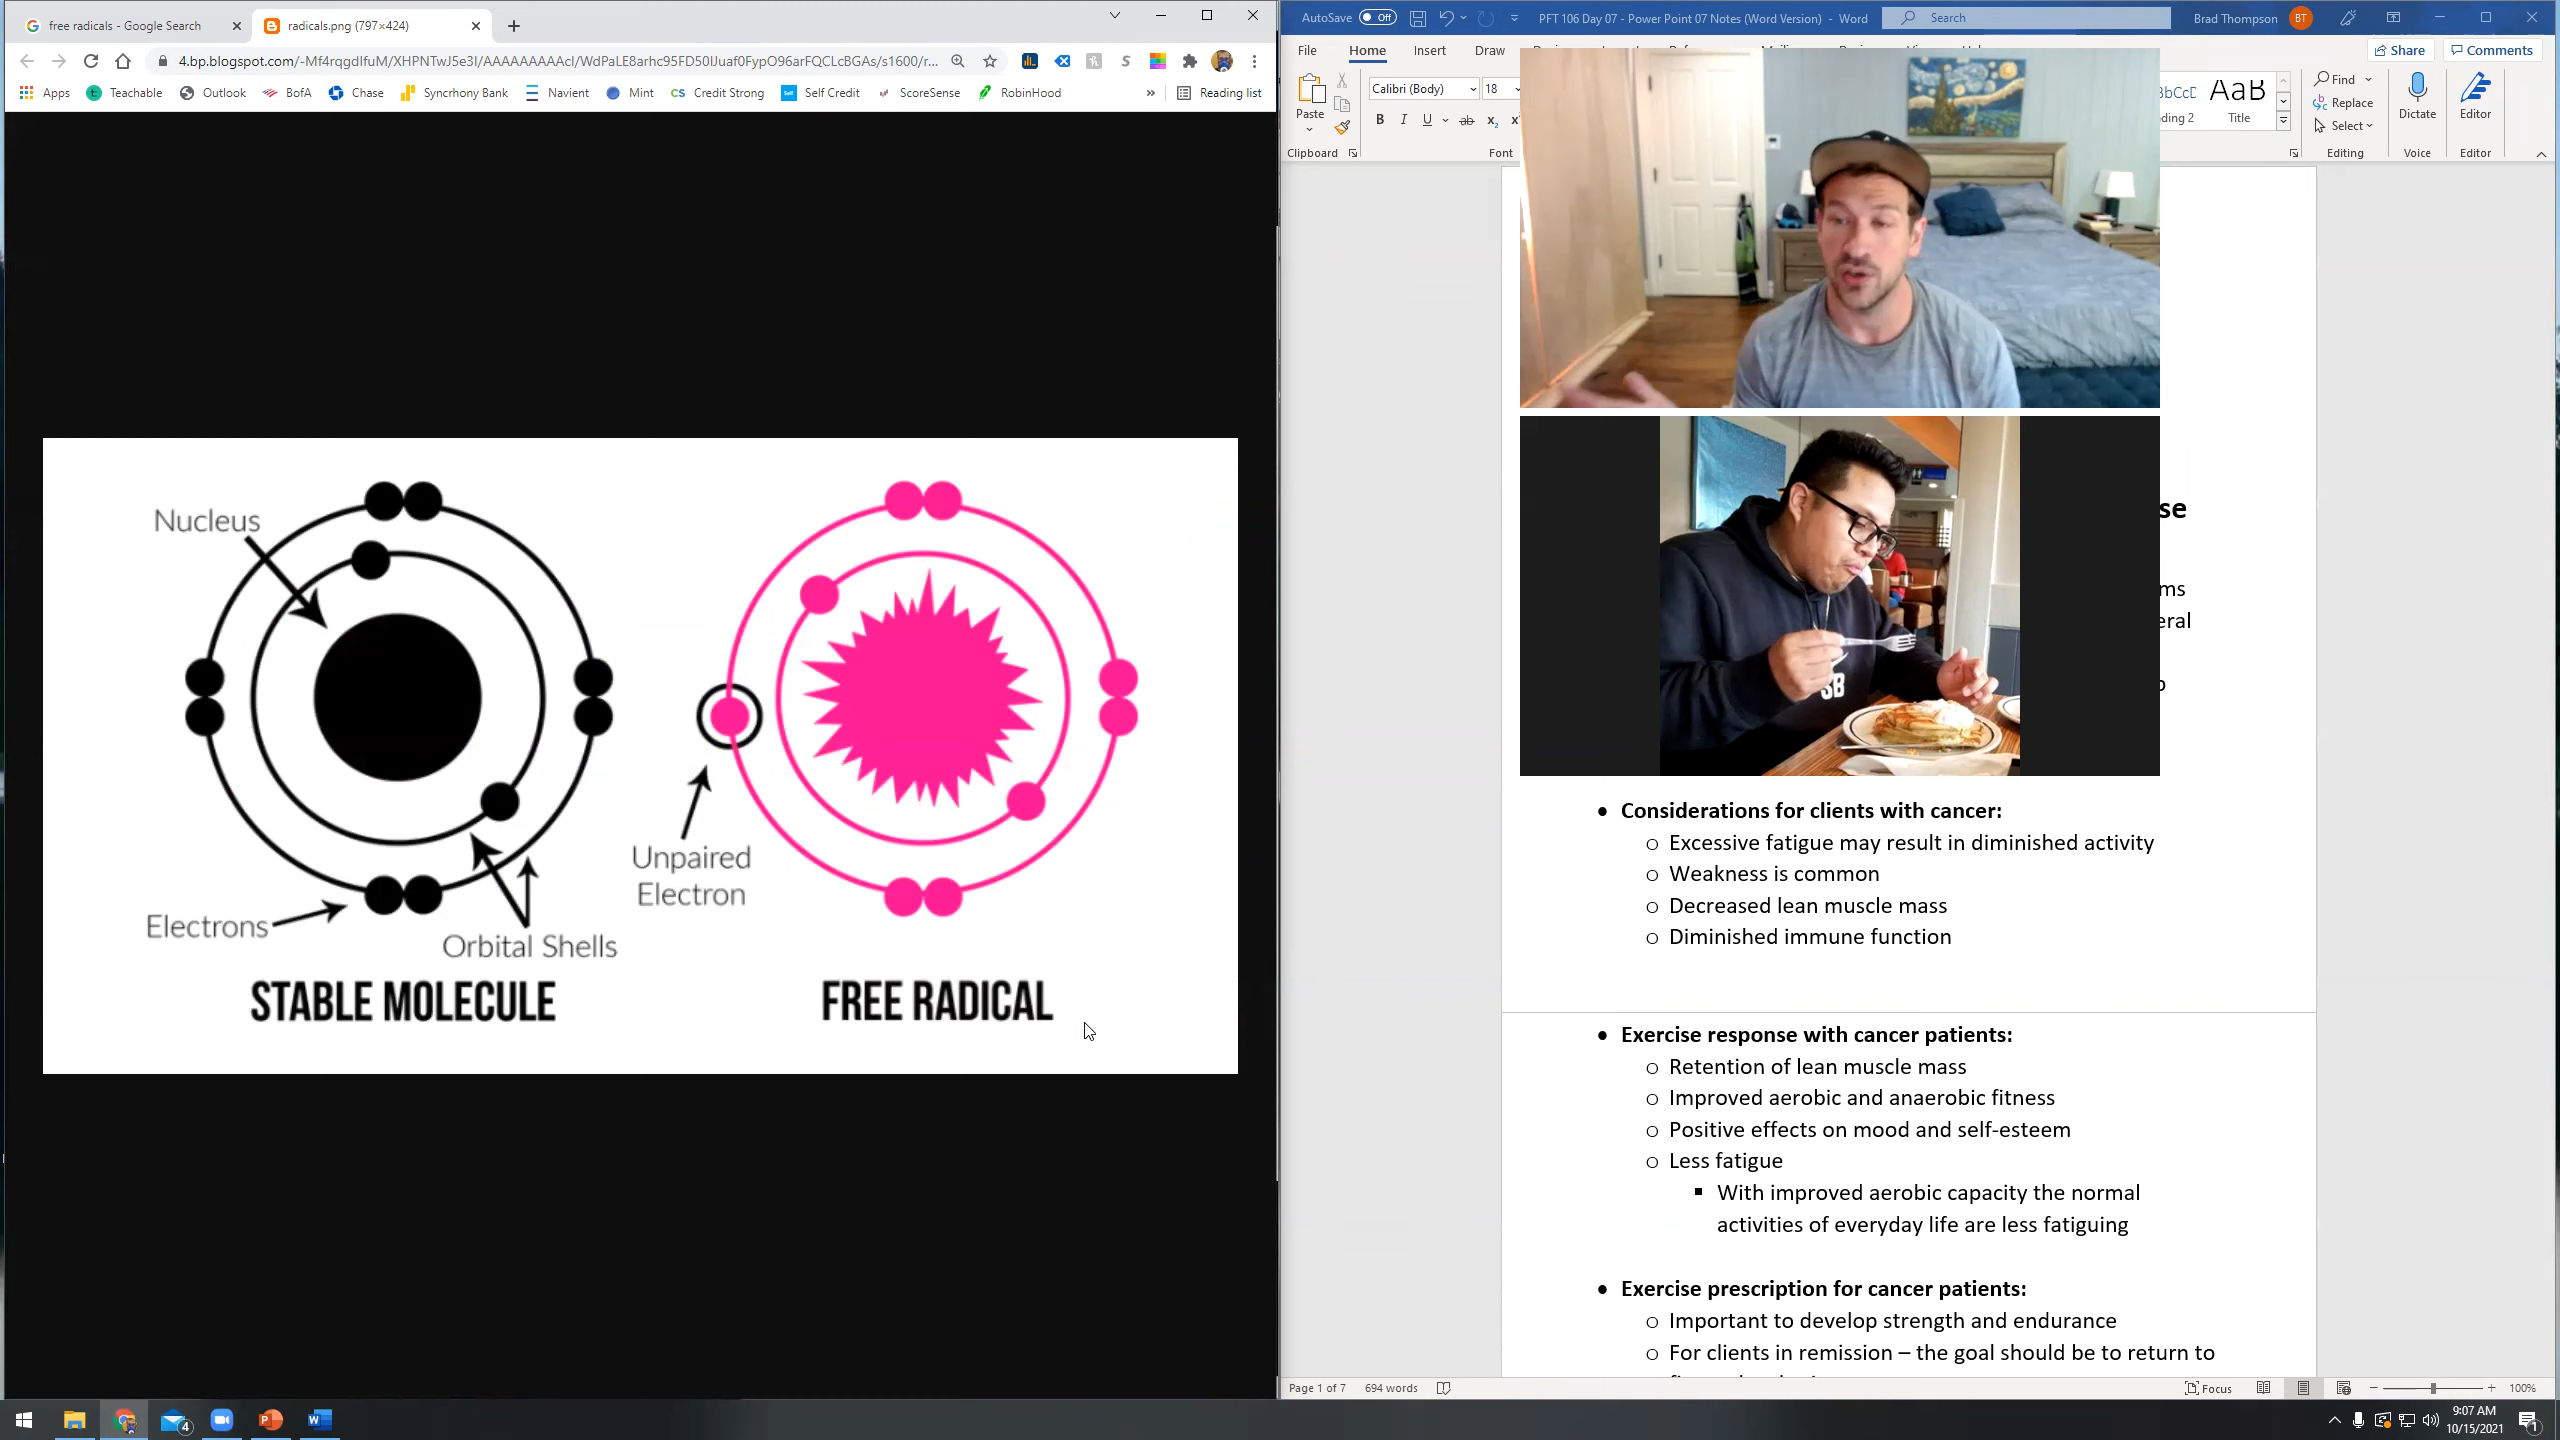 free radicals - Google Search
radicals.png (797×424)
4.bp.blogspot.com/-Mf4rqgdIfuM/XHPNTwJ5e3I/AAAAAAAAAcI/WdPaLE8arhc95FD50IJuaf0FypO96arFQCLcBGAs/s1600/r...
Apps
Teachable
Outlook
BofA
Chase
Syncrhony Bank
Navient
Mint
CS Credit Strong
Self Credit
ScoreSense
RobinHood
»
Reading list
Nucleus
Electrons
Orbital Shells
STABLE MOLECULE
Unpaired
Electron
FREE RADICAL
AutoSave Off
PFT 106 Day 07 - Power Point 07 Notes (Word Version) - Word
Search
Brad Thompson BT
File
Home
Insert
Draw
Share
Comments
Paste
Clipboard
Calibri (Body)
18
B I U ab x₂
Font
AaB
Title
Find
Replace
Select
Editing
Dictate
Voice
Editor
Editor
se
ms
eral
SB
• Considerations for clients with cancer:
o Excessive fatigue may result in diminished activity
o Weakness is common
o Decreased lean muscle mass
o Diminished immune function
• Exercise response with cancer patients:
o Retention of lean muscle mass
o Improved aerobic and anaerobic fitness
o Positive effects on mood and self-esteem
o Less fatigue
▪ With improved aerobic capacity the normal
activities of everyday life are less fatiguing
• Exercise prescription for cancer patients:
o Important to develop strength and endurance
o For clients in remission – the goal should be to return to
Page 1 of 7
694 words
Focus
100%
4
9:07 AM
10/15/2021
1